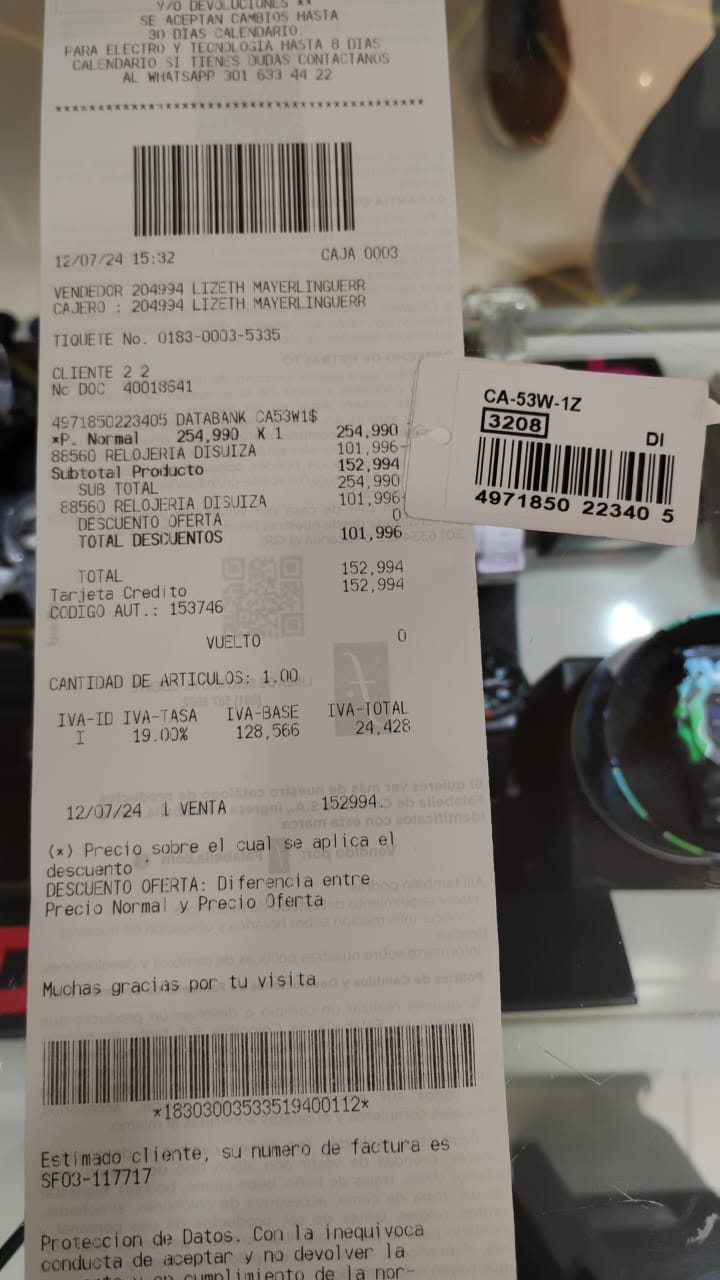 Y/O DEVOLUCIONES **
SE ACEPTAN CAMBIOS HASTA
30 DIAS CALENDARIO.
PARA ELECTRO Y TECNOLOGIA HASTA 8 DIAS
CALENDARIO.SI TIENES DUDAS CONTACTANOS
AL WHATSAPP 301 633 44 22
****************************************
12/07/24 15:32 CAJA 0003
VENDEDOR 204994 LIZETH MAYERLINGUERR
CAJERO : 204994 LIZETH MAYERLINGUERR
TIQUETE No. 0183-0003-5335
CLIENTE 2 2
No DOC 40018641
4971850223405 DATABANK CA53W1$
*P. Normal 254,990 X 1 254,990
88560 RELOJERIA DISUIZA 101,996-
Subtotal Producto 152,994
SUB TOTAL 254,990
88560 RELOJERIA DISUIZA 101,996-
DESCUENTO OFERTA 0
TOTAL DESCUENTOS 101,996
TOTAL 152,994
Tarjeta Credito 152,994
CODIGO AUT.: 153746
VUELTO 0
CANTIDAD DE ARTICULOS: 1.00
IVA-ID IVA-TASA IVA-BASE IVA-TOTAL
I 19.00% 128,566 24,428
12/07/24 1 VENTA 152994.
(*) Precio sobre el cual se aplica el
descuento
DESCUENTO OFERTA: Diferencia entre
Precio Normal y Precio Oferta
Muchas gracias por tu visita
*18303003533519400112*
Estimado cliente, su numero de factura es
SF03-117717
Proteccion de Datos. Con la inequivoca
conducta de aceptar y no devolver la
en cumplimiento de la nor-
CA-53W-1Z
3208
DI
4971850 22340 5